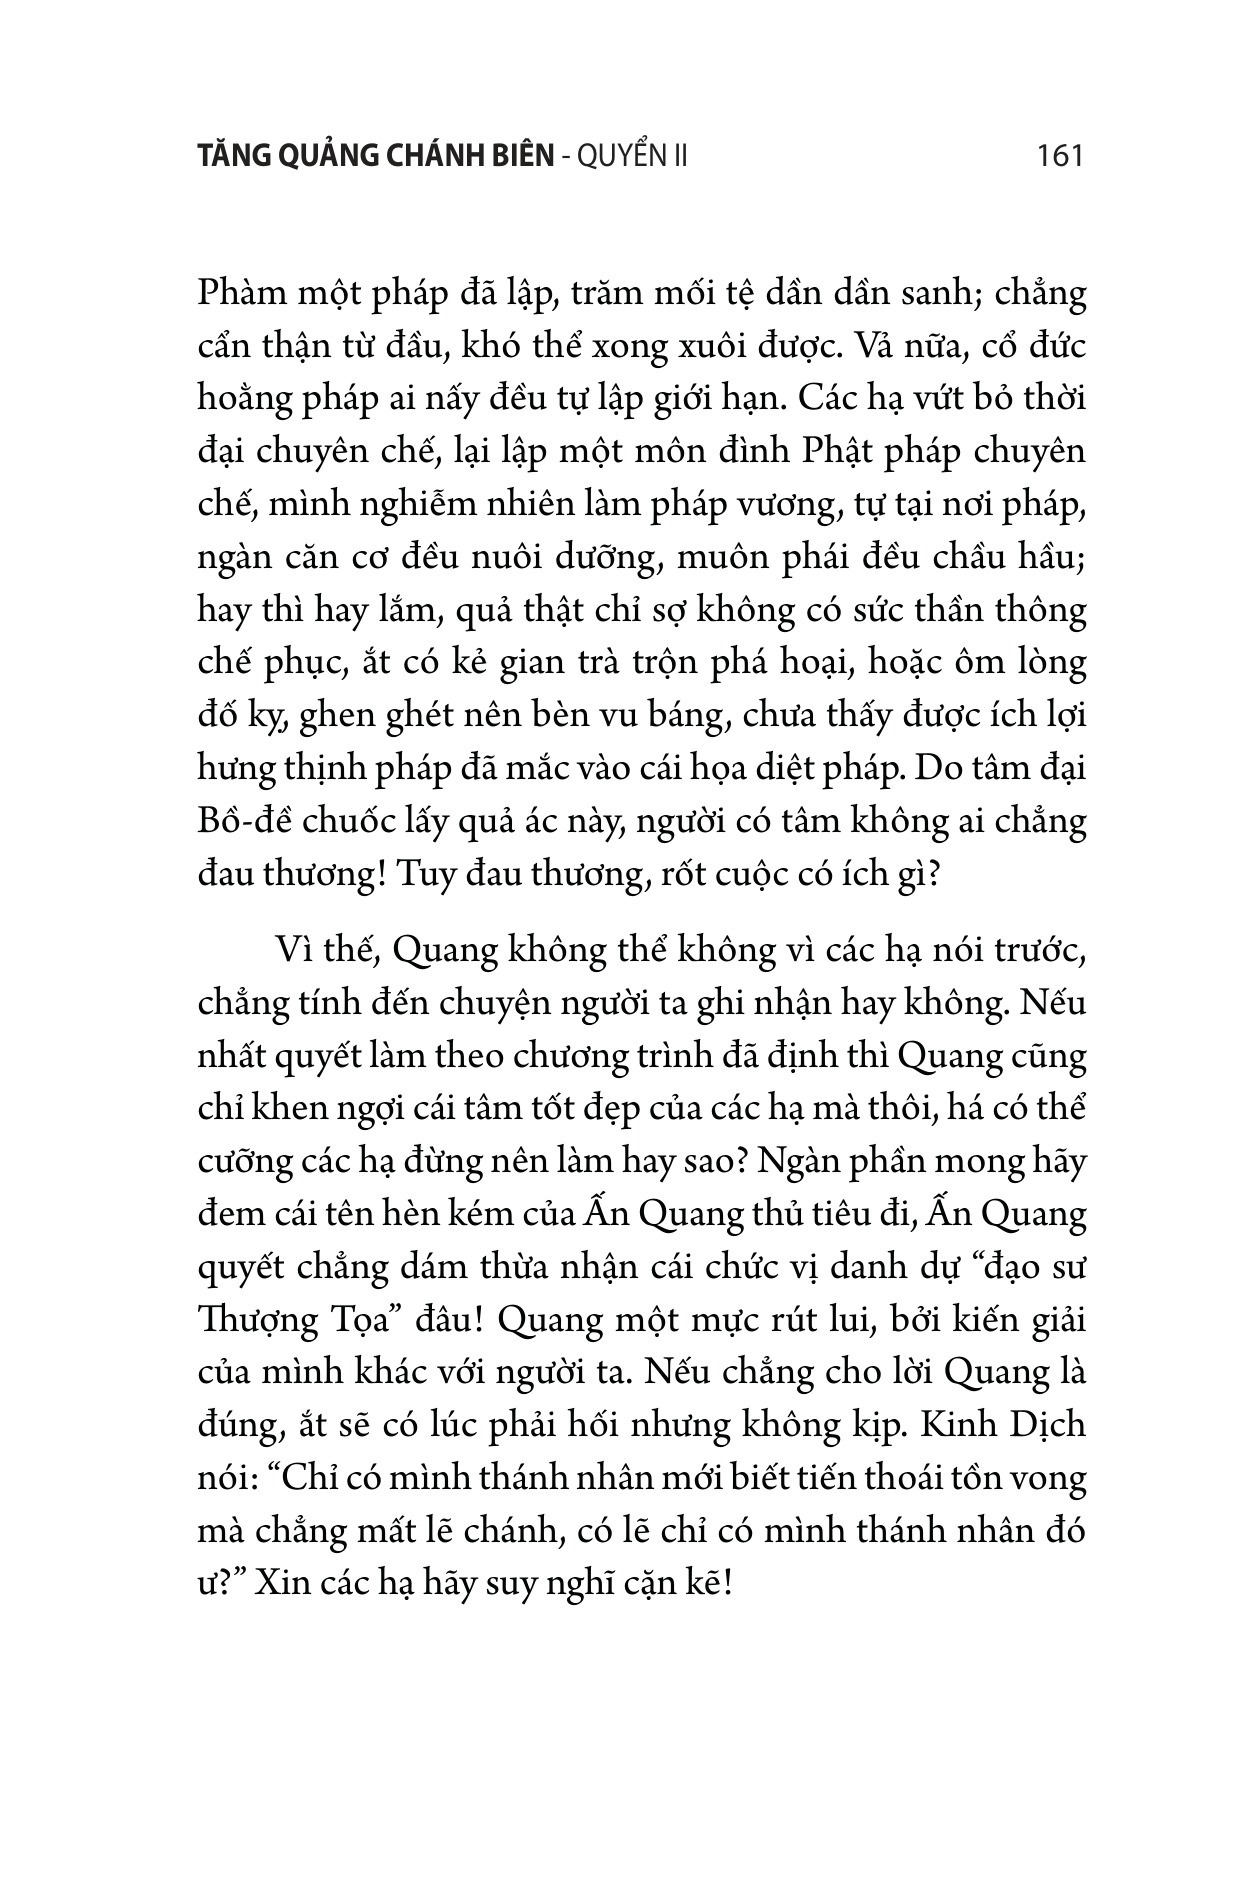 TĂNG QUẢNG CHÁNH BIÊN - QUYỂN II 161
Phàm một pháp đã lập, trăm mối tệ dần dần sanh; chẳng
cẩn thận từ đầu, khó thể xong xuôi được. Vả nữa, cổ đức
hoằng pháp ai nấy đều tự lập giới hạn. Các hạ vứt bỏ thời
đại chuyên chế, lại lập một môn đình Phật pháp chuyên
chế, mình nghiễm nhiên làm pháp vương, tự tại nơi pháp,
ngàn căn cơ đều nuôi dưỡng, muôn phái đều chầu hầu;
hay thì hay lắm, quả thật chỉ sợ không có sức thần thông
chế phục, ắt có kẻ gian trà trộn phá hoại, hoặc ôm lòng
đố kỵ, ghen ghét nên bèn vu báng, chưa thấy được ích lợi
hưng thịnh pháp đã mắc vào cái họa diệt pháp. Do tâm đại
Bồ-đề chuốc lấy quả ác này, người có tâm không ai chẳng
đau thương! Tuy đau thương, rốt cuộc có ích gì?
Vì thế, Quang không thể không vì các hạ nói trước,
chẳng tính đến chuyện người ta ghi nhận hay không. Nếu
nhất quyết làm theo chương trình đã định thì Quang cũng
chỉ khen ngợi cái tâm tốt đẹp của các hạ mà thôi, há có thể
cưỡng các hạ đừng nên làm hay sao? Ngàn phần mong hãy
đem cái tên hèn kém của Ấn Quang thủ tiêu đi, Ấn Quang
quyết chẳng dám thừa nhận cái chức vị danh dự “đạo sư
Thượng Tọa” đâu! Quang một mực rút lui, bởi kiến giải
của mình khác với người ta. Nếu chẳng cho lời Quang là
đúng, ắt sẽ có lúc phải hối nhưng không kịp. Kinh Dịch
nói: “Chỉ có mình thánh nhân mới biết tiến thoái tồn vong
mà chẳng mất lẽ chánh, có lẽ chỉ có mình thánh nhân đó
ư?” Xin các hạ hãy suy nghĩ cặn kẽ!